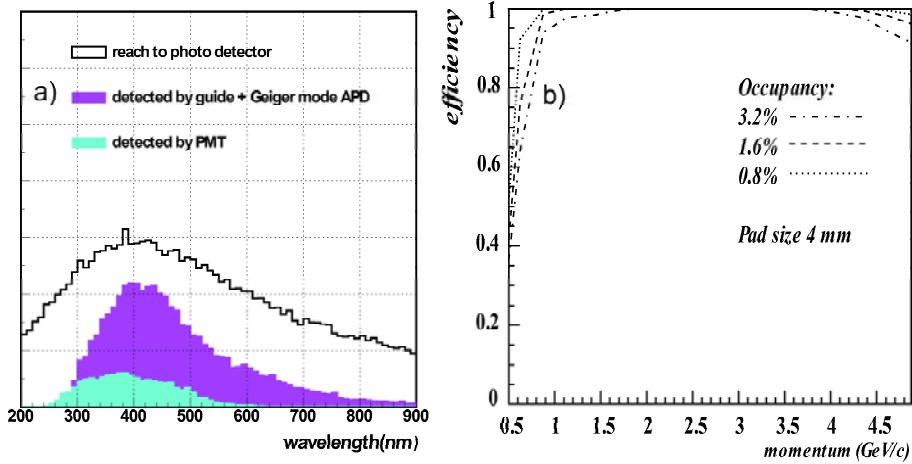 reach to photo detector
a)
detected by guide + Geiger mode APD
detected by PMT
200 300 400 500 600 700 800 900
wavelength(nm)
efficiency
1
0.8
0.6
0.4
0.2
0
b)
Occupancy:
3.2%
1.6%
0.8%
Pad size 4 mm
0.5 1 1.5 2 2.5 3 3.5 4 4.5
momentum (GeV/c)